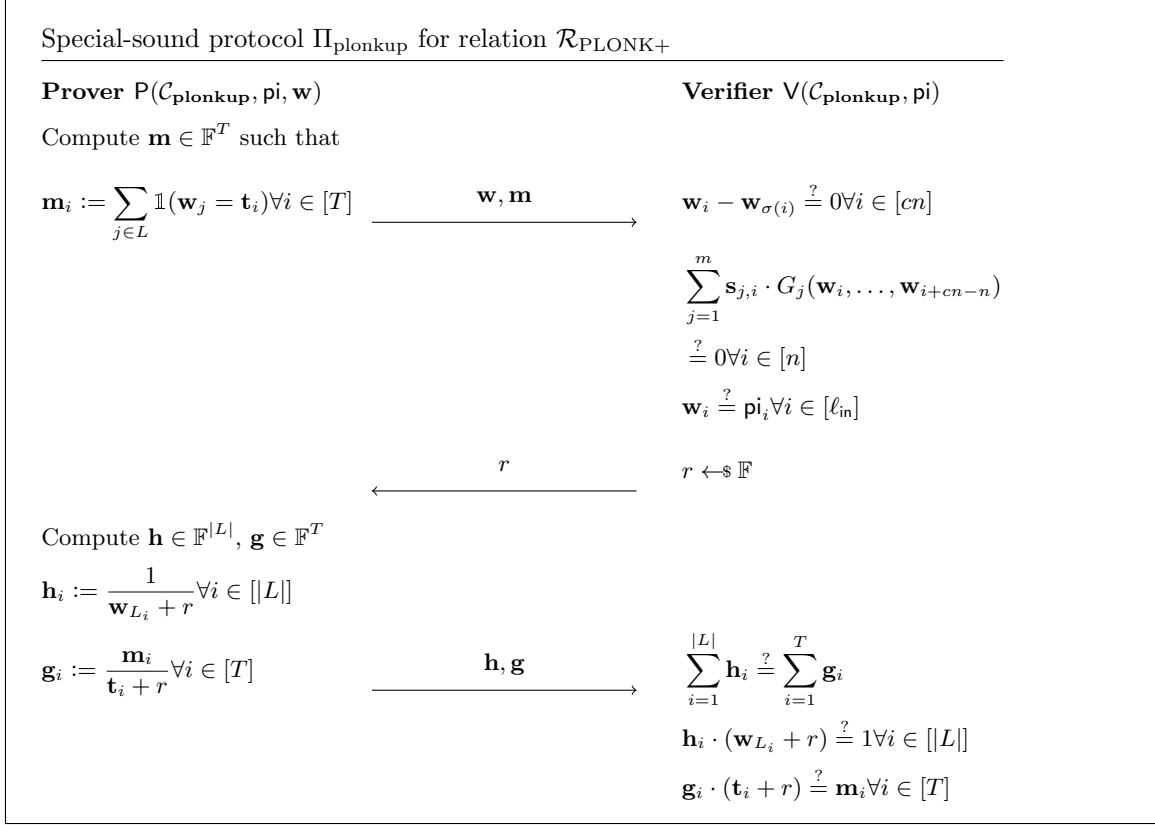 Special-sound protocol Π_plonkup for relation ℛ_PLONK+
Prover P(𝒞_plonkup, pi, w)    Verifier V(𝒞_plonkup, pi)
Compute m ∈ 𝔽^T such that
m_i := ∑_{j∈L} 𝟙(w_j = t_i)∀i ∈ [T]    w, m    w_i − w_{σ(i)} ≟ 0∀i ∈ [cn]
∑_{j=1}^{m} s_{j,i} · G_j(w_i, . . . , w_{i+cn−n})
≟ 0∀i ∈ [n]
w_i ≟ pi_i∀i ∈ [ℓ_in]
r    r ←$ 𝔽
Compute h ∈ 𝔽^{|L|}, g ∈ 𝔽^T
h_i := 1/(w_{L_i} + r) ∀i ∈ [|L|]
g_i := m_i/(t_i + r) ∀i ∈ [T]    h, g    ∑_{i=1}^{|L|} h_i ≟ ∑_{i=1}^{T} g_i
h_i · (w_{L_i} + r) ≟ 1∀i ∈ [|L|]
g_i · (t_i + r) ≟ m_i∀i ∈ [T]